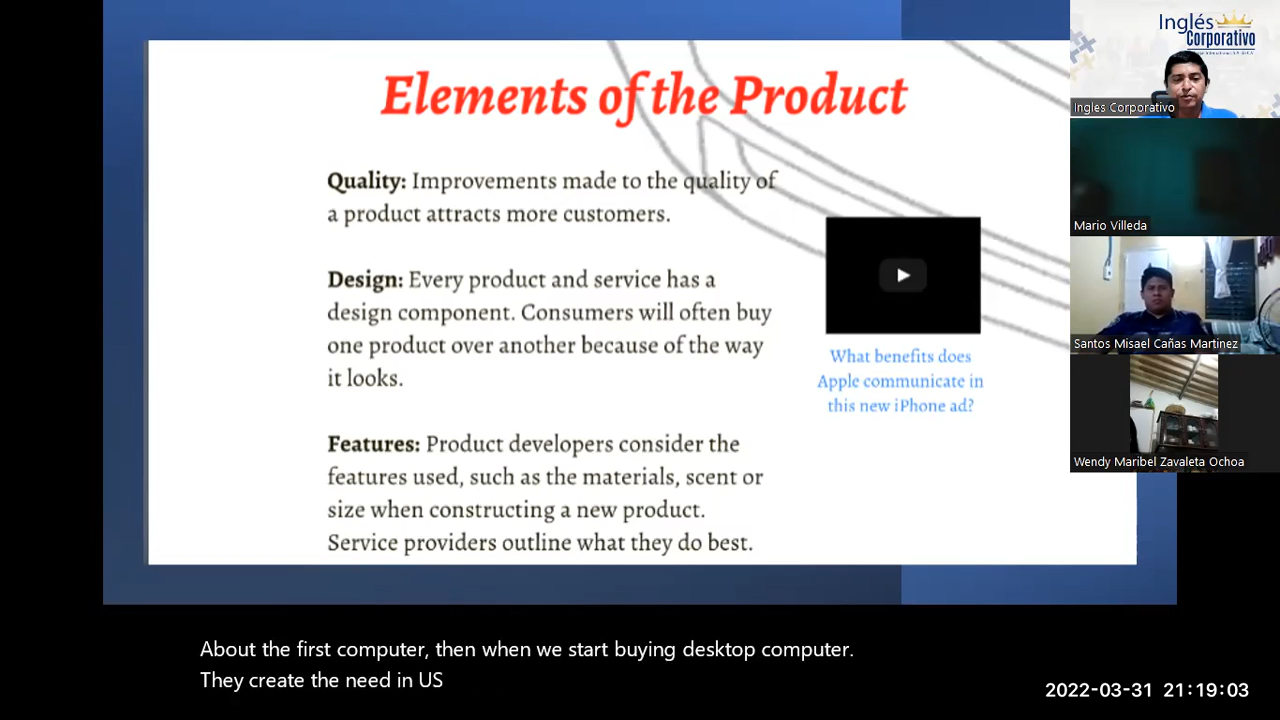 Elements of the Product
Quality: Improvements made to the quality of
a product attracts more customers.
Design: Every product and service has a
design component. Consumers will often buy
one product over another because of the way
it looks.
Features: Product developers consider the
features used, such as the materials, scent or
size when constructing a new product.
Service providers outline what they do best.
What benefits does
Apple communicate in
this new iPhone ad?
Inglés
Corporativo
Ingles Corporativo
Mario Villeda
Santos Misael Cañas Martinez
Wendy Maribel Zavaleta Ochoa
About the first computer, then when we start buying desktop computer.
They create the need in US
2022-03-31 21:19:03